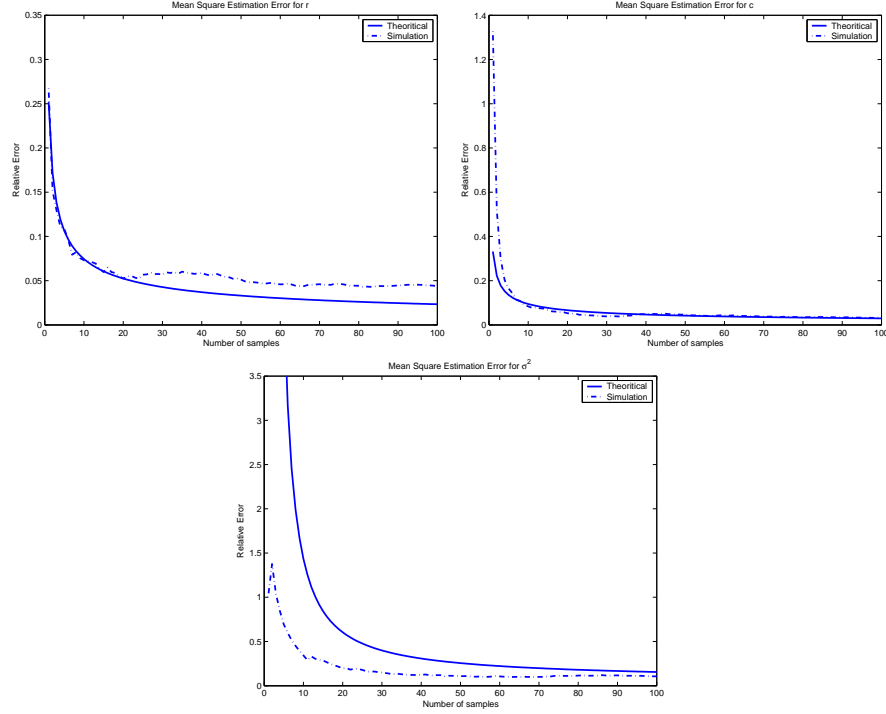 Mean Square Estimation Error for r
0.35
0.3
0.25
0.2
0.15
0.1
0.05
0
Relative Error
Theoritical
Simulation
0 10 20 30 40 50 60 70 80 90 100
Number of samples
Mean Square Estimation Error for c
1.4
1.2
1
0.8
0.6
0.4
0.2
0
Relative Error
Theoritical
Simulation
0 10 20 30 40 50 60 70 80 90 100
Number of samples
Mean Square Estimation Error for σ²
3.5
3
2.5
2
1.5
1
0.5
0
Relative Error
Theoritical
Simulation
0 10 20 30 40 50 60 70 80 90 100
Number of samples